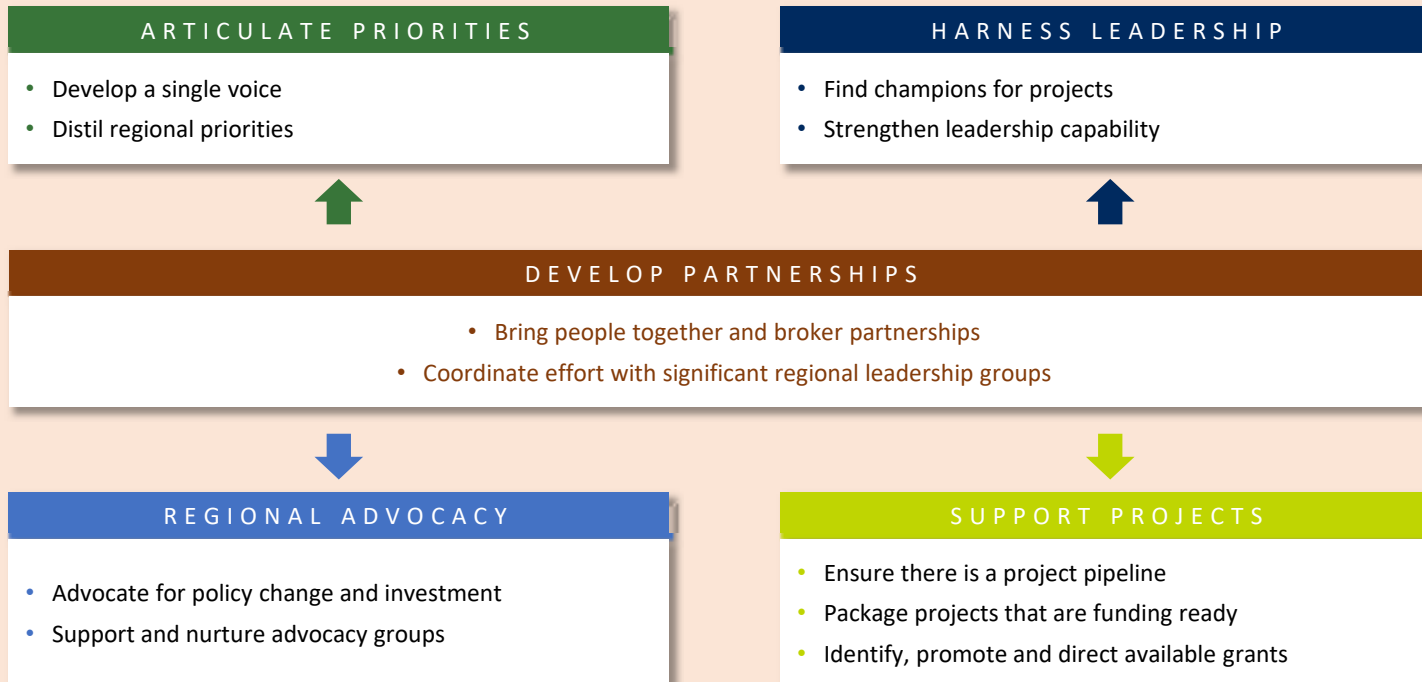 ARTICULATE PRIORITIES
• Develop a single voice
• Distil regional priorities
HARNESS LEADERSHIP
• Find champions for projects
• Strengthen leadership capability
DEVELOP PARTNERSHIPS
• Bring people together and broker partnerships
• Coordinate effort with significant regional leadership groups
REGIONAL ADVOCACY
• Advocate for policy change and investment
• Support and nurture advocacy groups
SUPPORT PROJECTS
• Ensure there is a project pipeline
• Package projects that are funding ready
• Identify, promote and direct available grants